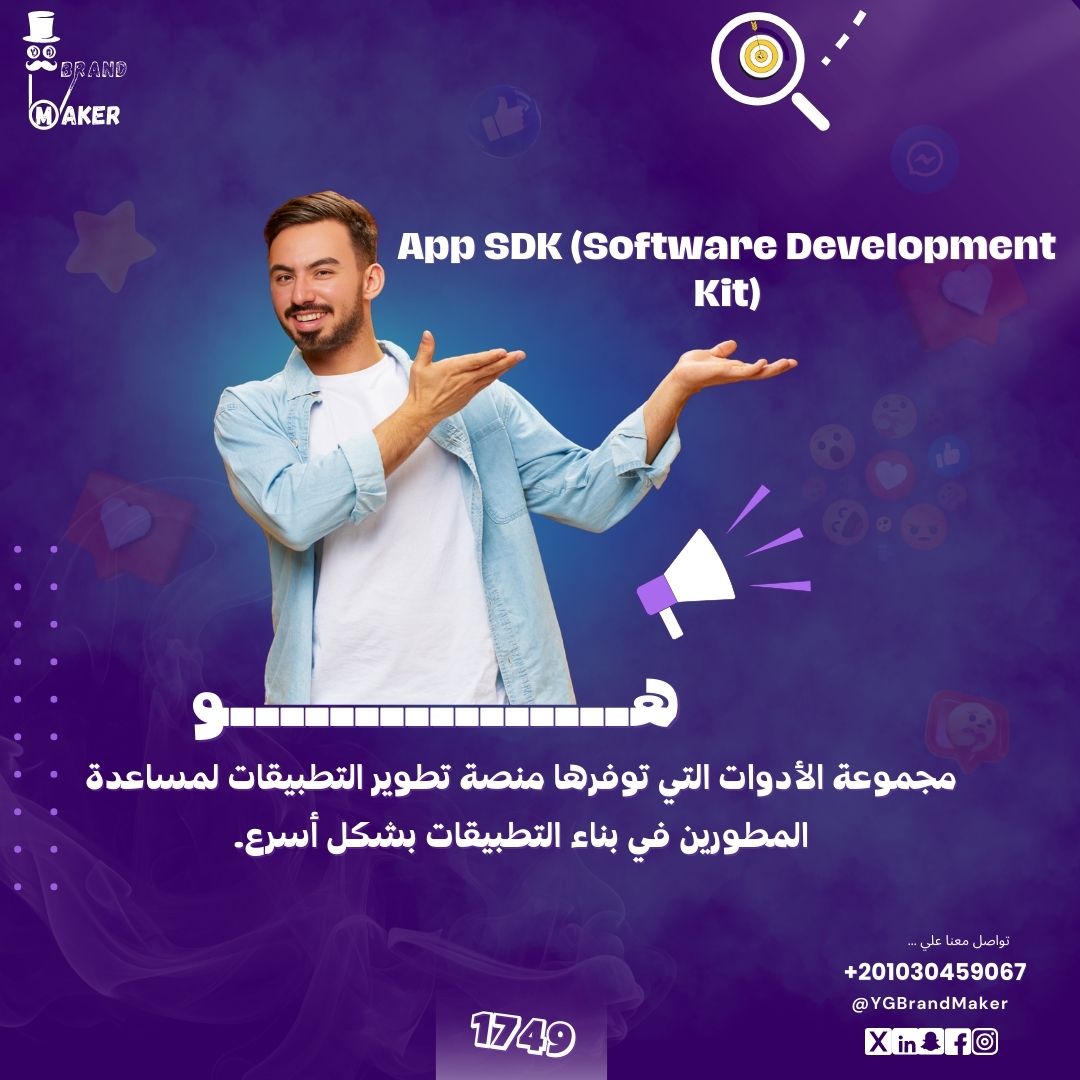 Y G
BRAND
MAKER
App SDK (Software Development
Kit)
هـــــــــــــــــو
مجموعة الأدوات التي توفرها منصة تطوير التطبيقات لمساعدة
المطورين في بناء التطبيقات بشكل أسرع.
تواصل معنا علي ...
+201030459067
@YGBrandMaker
1749